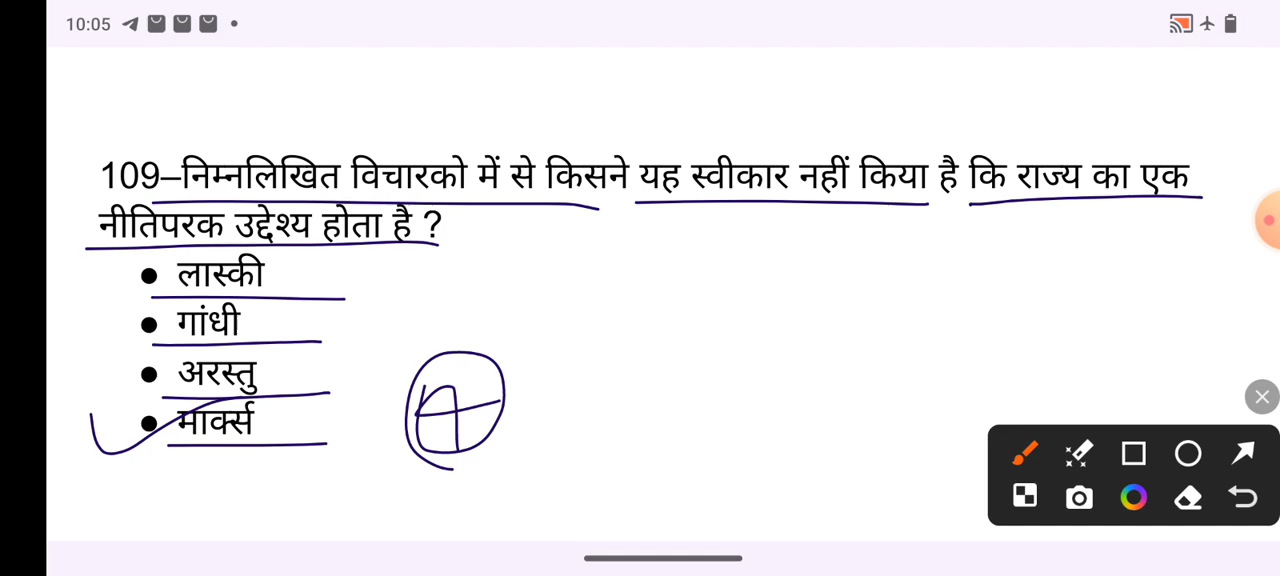 10:05
109–निम्नलिखित विचारको में से किसने यह स्वीकार नहीं किया है कि राज्य का एक
नीतिपरक उद्देश्य होता है ?
● लास्की
● गांधी
● अरस्तु
● मार्क्स